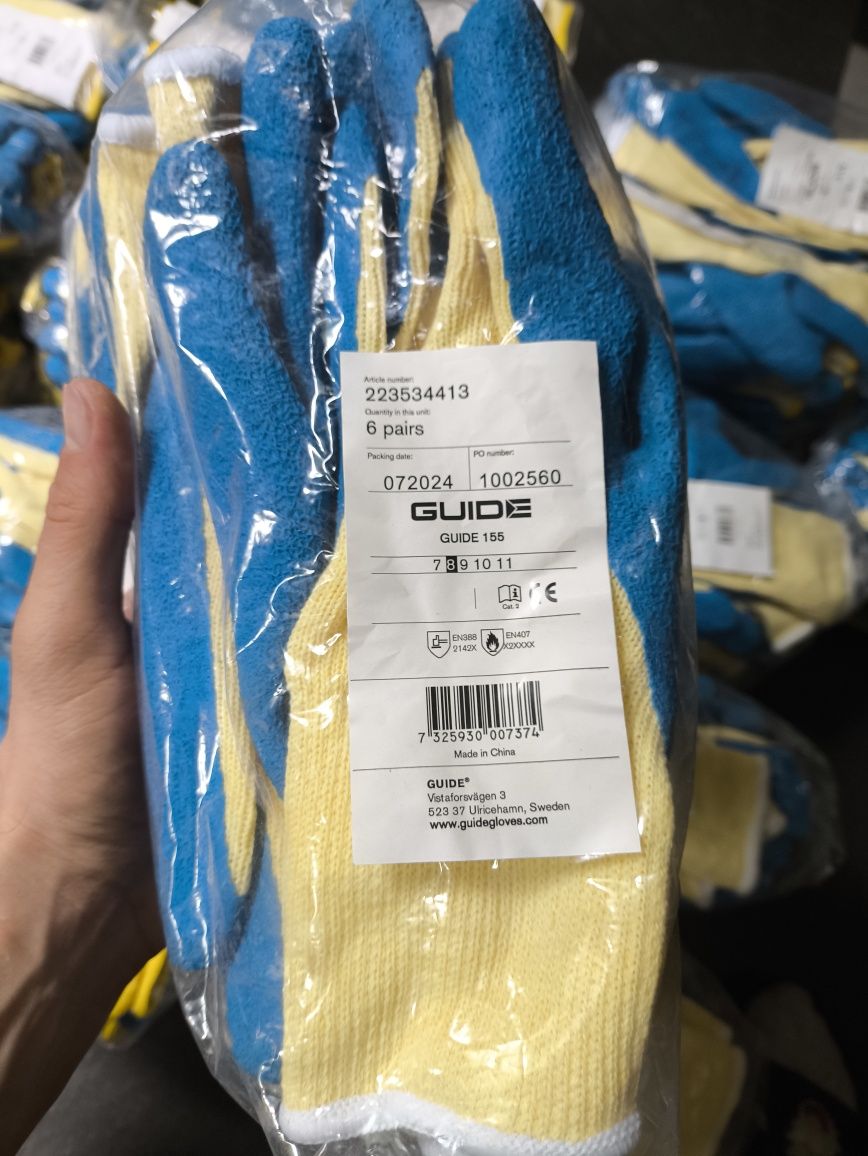 Article number:
223534413
Quantity in this unit:
6 pairs
Packing date: PO number:
072024 1002560
GUIDE
GUIDE 155
7 8 9 10 11
Cat. 2 CE
EN388 EN407
2142X X2XXXX
7 325930 007374
Made in China
GUIDE®
Vistaforsvägen 3
523 37 Ulricehamn, Sweden
www.guidegloves.com